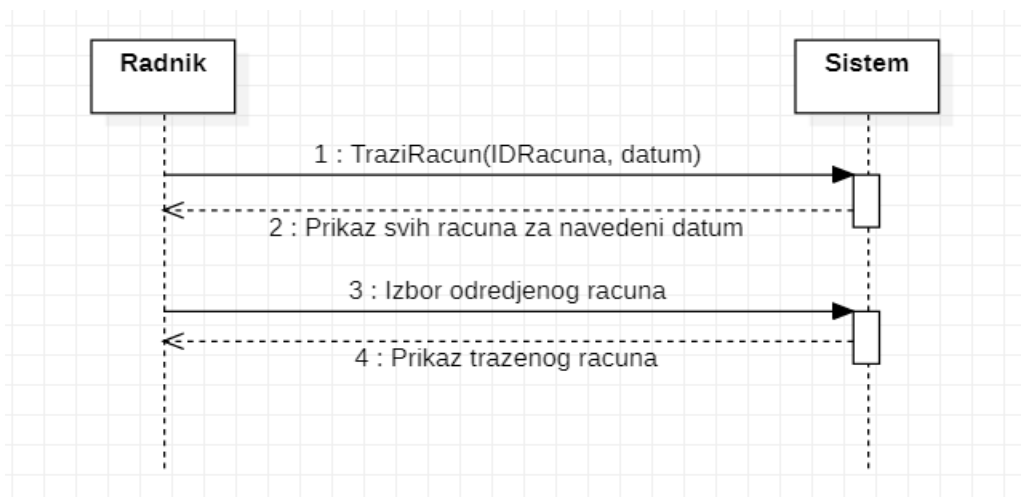 Radnik
Sistem
1 : TraziRacun(IDRacuna, datum)
2 : Prikaz svih racuna za navedeni datum
3 : Izbor odredjenog racuna
4 : Prikaz trazenog racuna